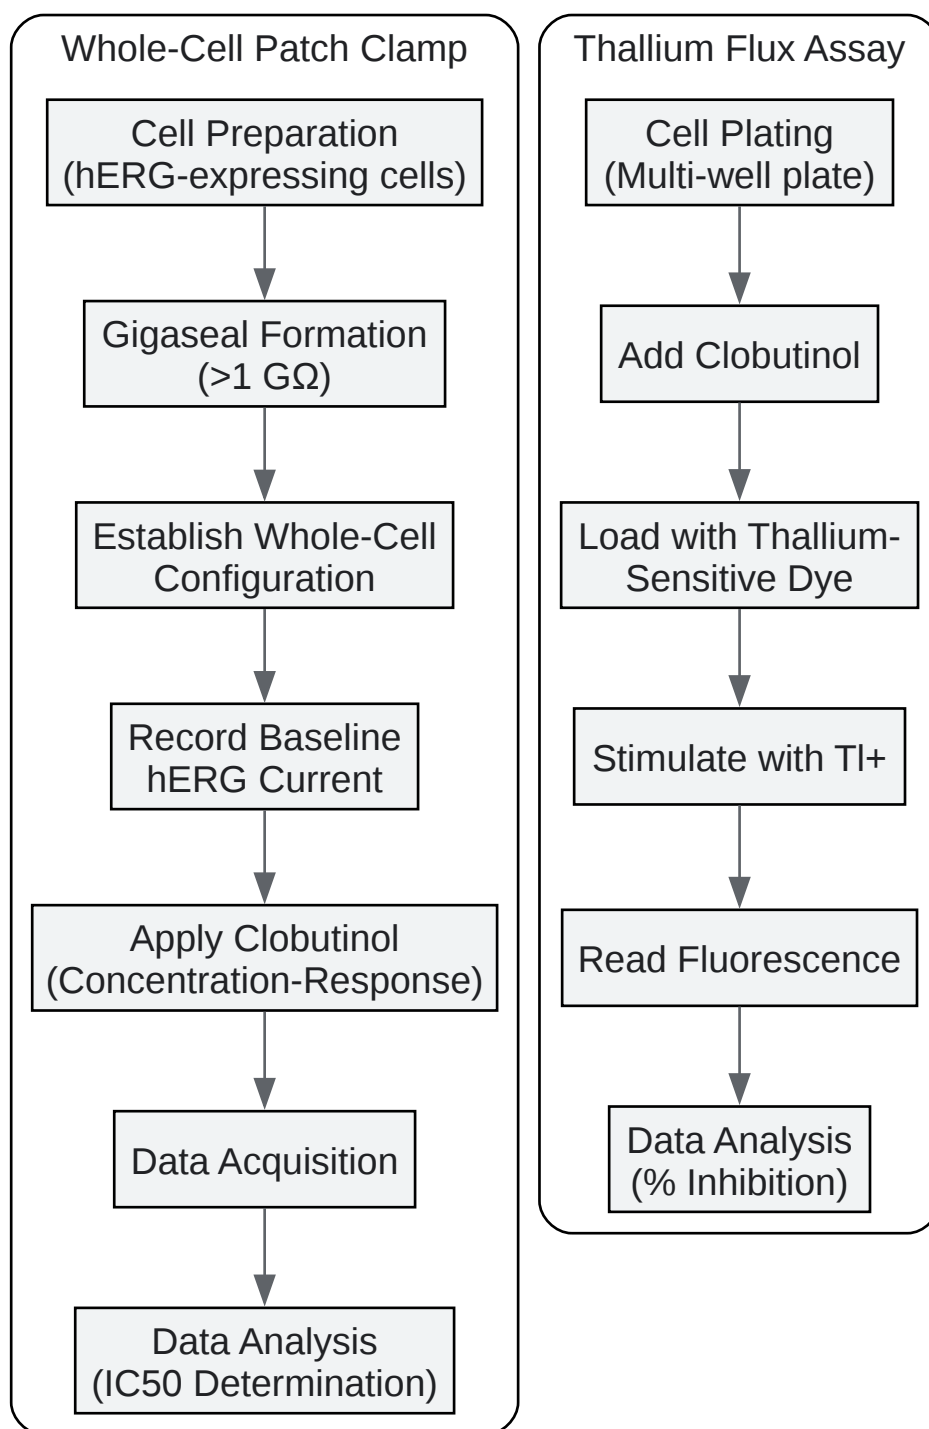 Whole-Cell Patch Clamp
Cell Preparation
(hERG-expressing cells)
Gigaseal Formation
(>1 GΩ)
Establish Whole-Cell
Configuration
Record Baseline
hERG Current
Apply Clobutinol
(Concentration-Response)
Data Acquisition
Data Analysis
(IC50 Determination)
Thallium Flux Assay
Cell Plating
(Multi-well plate)
Add Clobutinol
Load with Thallium-
Sensitive Dye
Stimulate with Tl+
Read Fluorescence
Data Analysis
(% Inhibition)